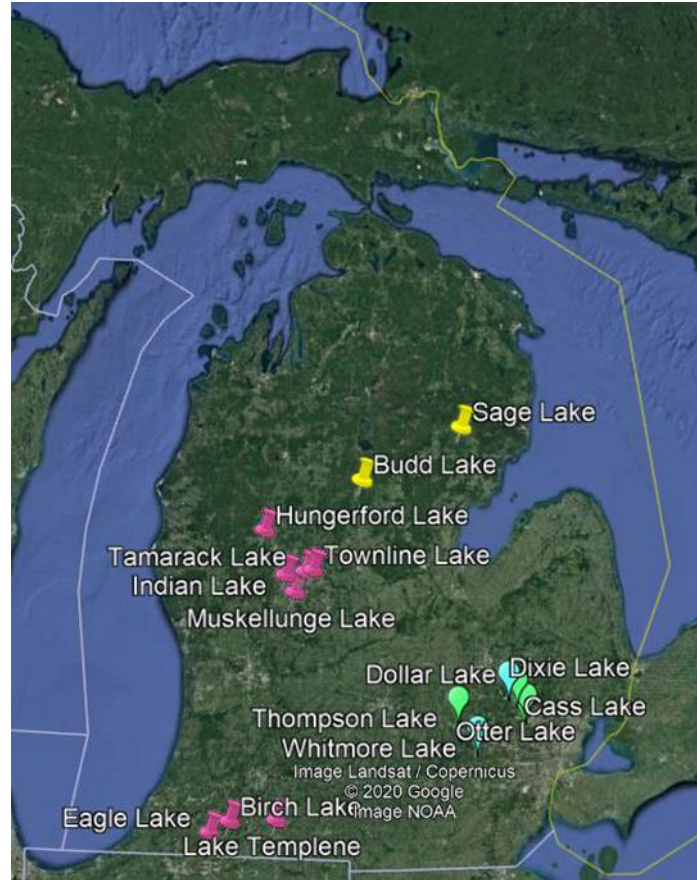 Sage Lake
Budd Lake
Hungerford Lake
Tamarack Lake
Townline Lake
Indian Lake
Muskellunge Lake
Dollar Lake
Dixie Lake
Cass Lake
Thompson Lake
Otter Lake
Whitmore Lake
Image Landsat / Copernicus
© 2020 Google
Image NOAA
Birch Lake
Eagle Lake
Lake Templene